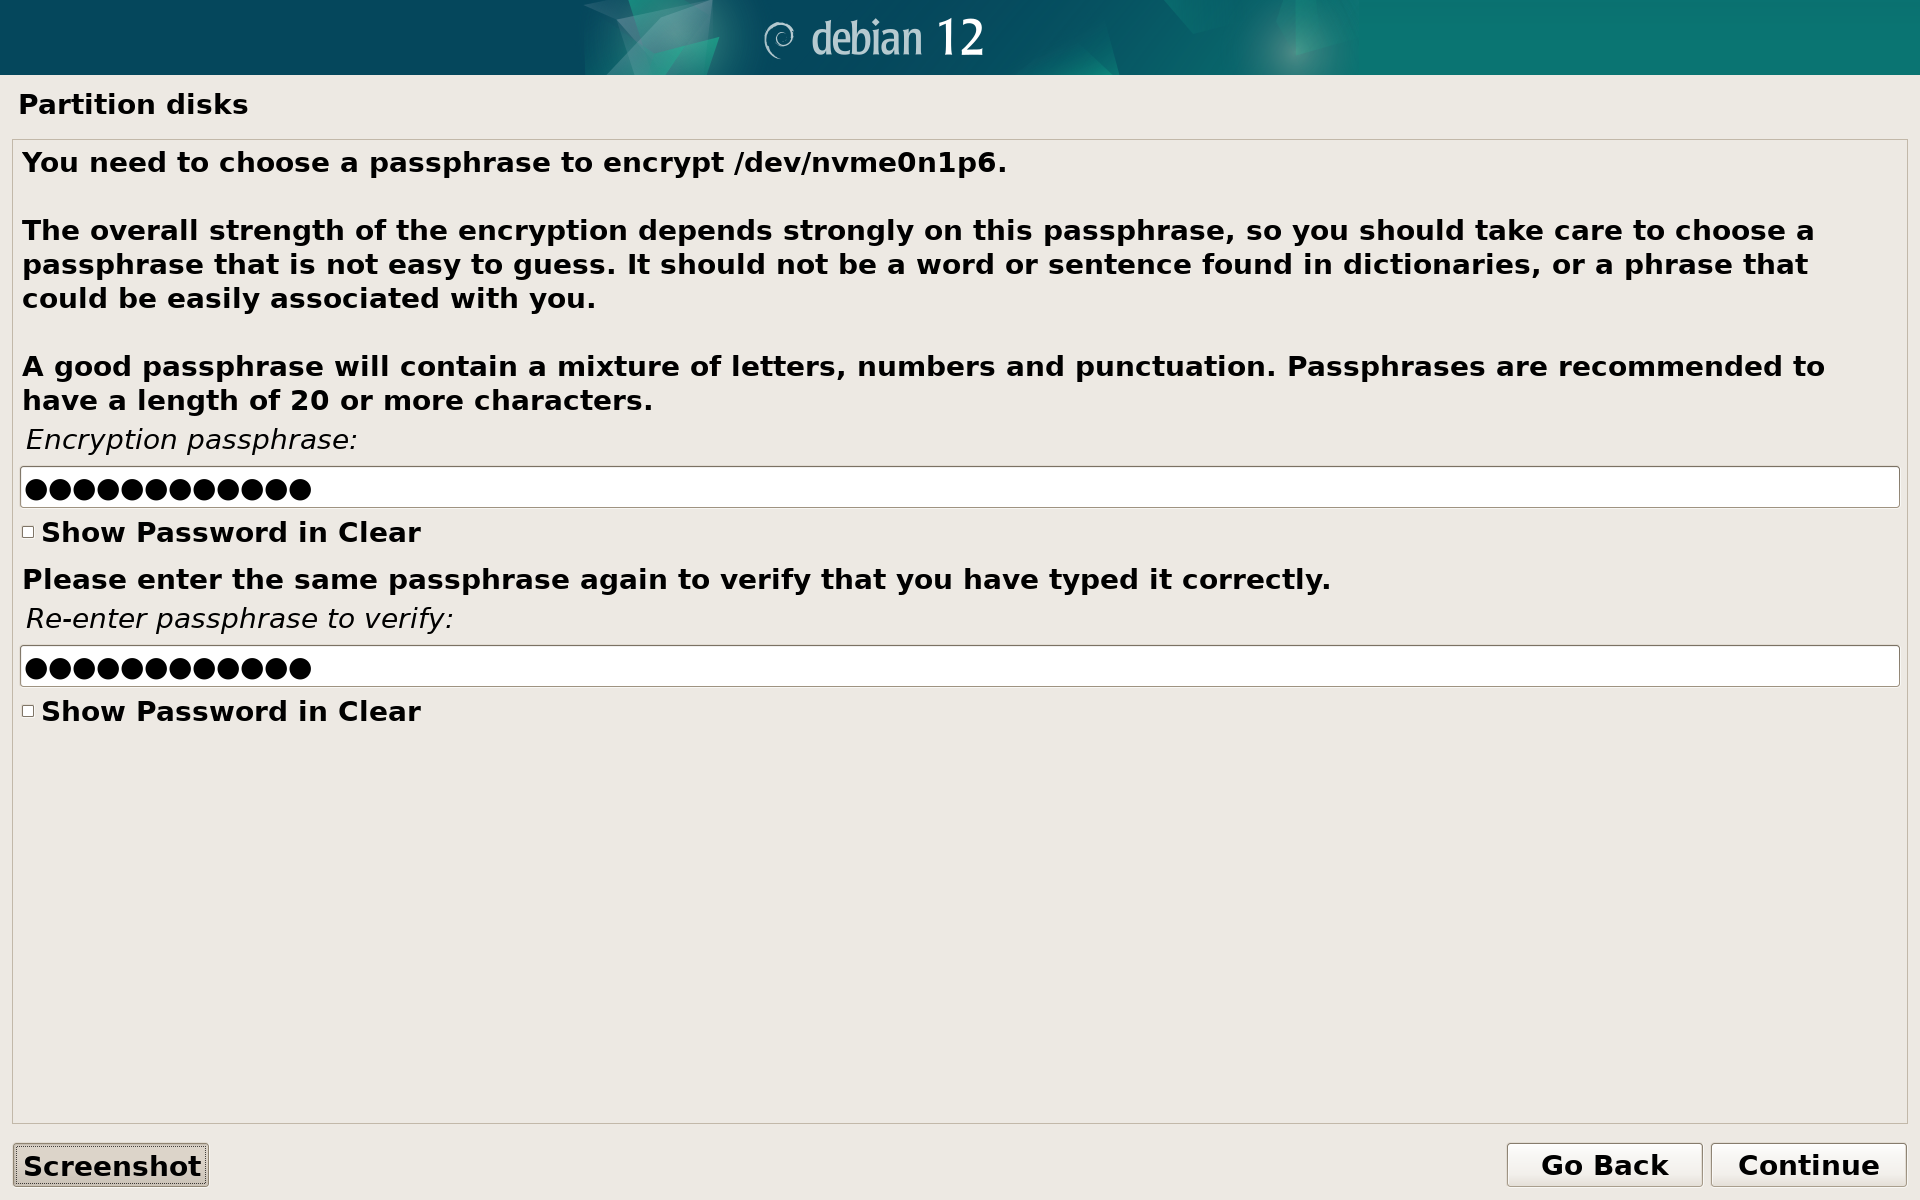 debian 12
Partition disks
You need to choose a passphrase to encrypt /dev/nvme0n1p6.
The overall strength of the encryption depends strongly on this passphrase, so you should take care to choose a
passphrase that is not easy to guess. It should not be a word or sentence found in dictionaries, or a phrase that
could be easily associated with you.
A good passphrase will contain a mixture of letters, numbers and punctuation. Passphrases are recommended to
have a length of 20 or more characters.
Encryption passphrase:
●●●●●●●●●●●●
Show Password in Clear
Please enter the same passphrase again to verify that you have typed it correctly.
Re-enter passphrase to verify:
●●●●●●●●●●●●
Show Password in Clear
Screenshot
Go Back
Continue